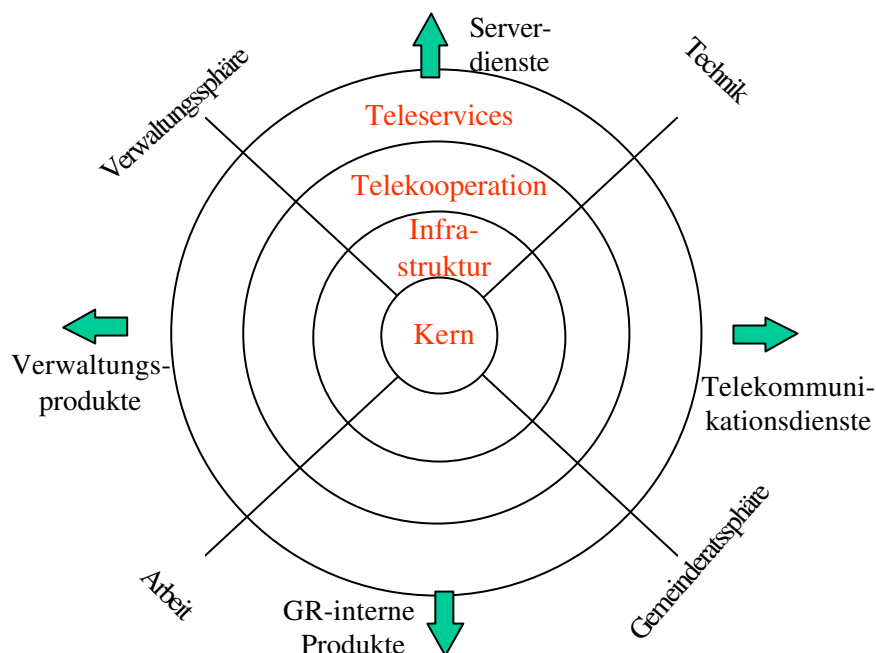 Server-
dienste
Technik
Verwaltungssphäre
Teleservices
Telekooperation
Infra-
struktur
Kern
Verwaltungs-
produkte
Telekommuni-
kationsdienste
Arbeit
GR-interne
Produkte
Gemeinderatssphäre